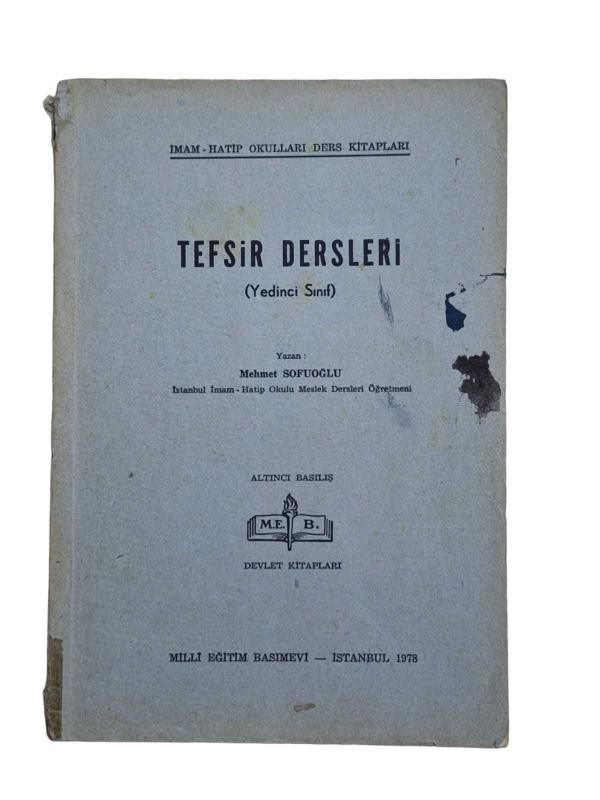 İMAM - HATİP OKULLARI DERS KİTAPLARI
TEFSİR DERSLERİ
(Yedinci Sınıf)
Yazan :
Mehmet SOFUOĞLU
İstanbul İmam - Hatip Okulu Meslek Dersleri Öğretmeni
ALTINCI BASILIŞ
M.E. B.
DEVLET KİTAPLARI
MİLLÎ EĞİTİM BASIMEVİ — İSTANBUL 1978